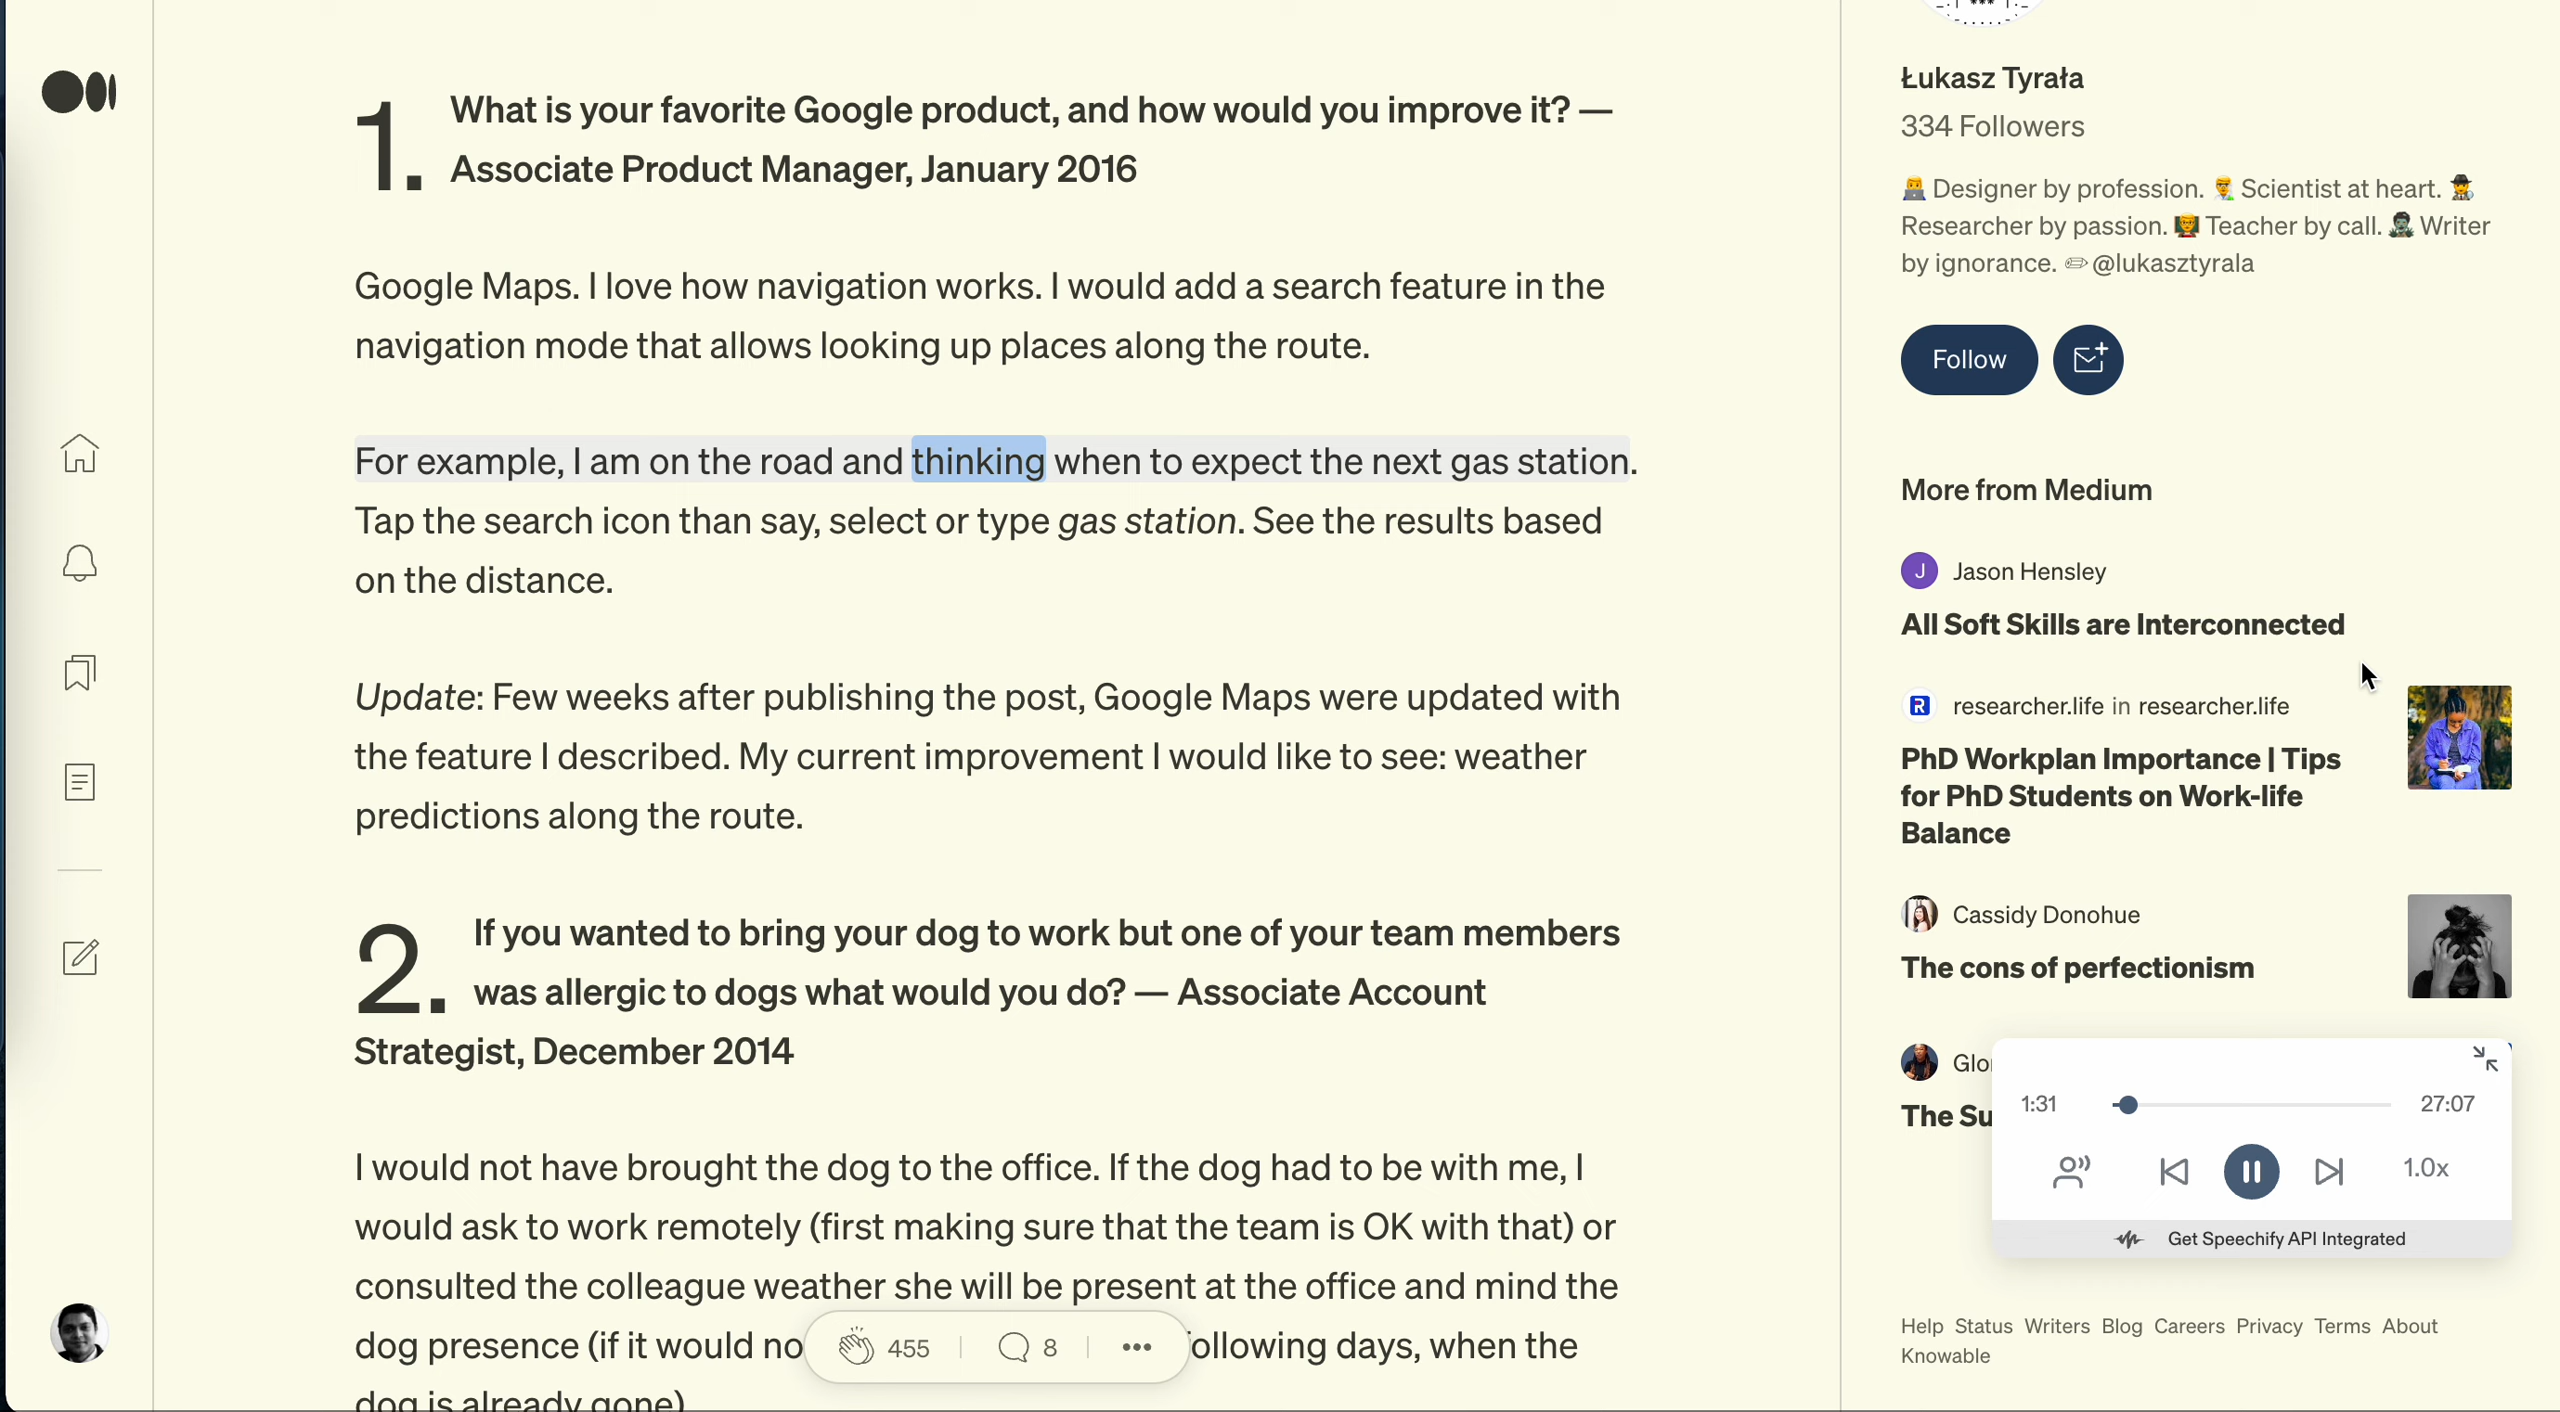 1. What is your favorite Google product, and how would you improve it? —
Associate Product Manager, January 2016
Google Maps. I love how navigation works. I would add a search feature in the
navigation mode that allows looking up places along the route.
For example, I am on the road and thinking when to expect the next gas station.
Tap the search icon than say, select or type gas station. See the results based
on the distance.
Update: Few weeks after publishing the post, Google Maps were updated with
the feature I described. My current improvement I would like to see: weather
predictions along the route.
2. If you wanted to bring your dog to work but one of your team members
was allergic to dogs what would you do? — Associate Account
Strategist, December 2014
I would not have brought the dog to the office. If the dog had to be with me, I
would ask to work remotely (first making sure that the team is OK with that) or
consulted the colleague weather she will be present at the office and mind the
dog presence (if it would no
ollowing days, when the
dog is already gone)
455
8
Łukasz Tyrała
334 Followers
👨‍💻 Designer by profession. 👨‍🔬 Scientist at heart. 🕵️
Researcher by passion. 👨‍🏫 Teacher by call. 🧟 Writer
by ignorance. ✏ @lukasztyrala
Follow
More from Medium
J Jason Hensley
All Soft Skills are Interconnected
R researcher.life in researcher.life
PhD Workplan Importance | Tips
for PhD Students on Work-life
Balance
Cassidy Donohue
The cons of perfectionism
Glo
The Su
1:31
27:07
1.0x
Get Speechify API Integrated
Help Status Writers Blog Careers Privacy Terms About
Knowable